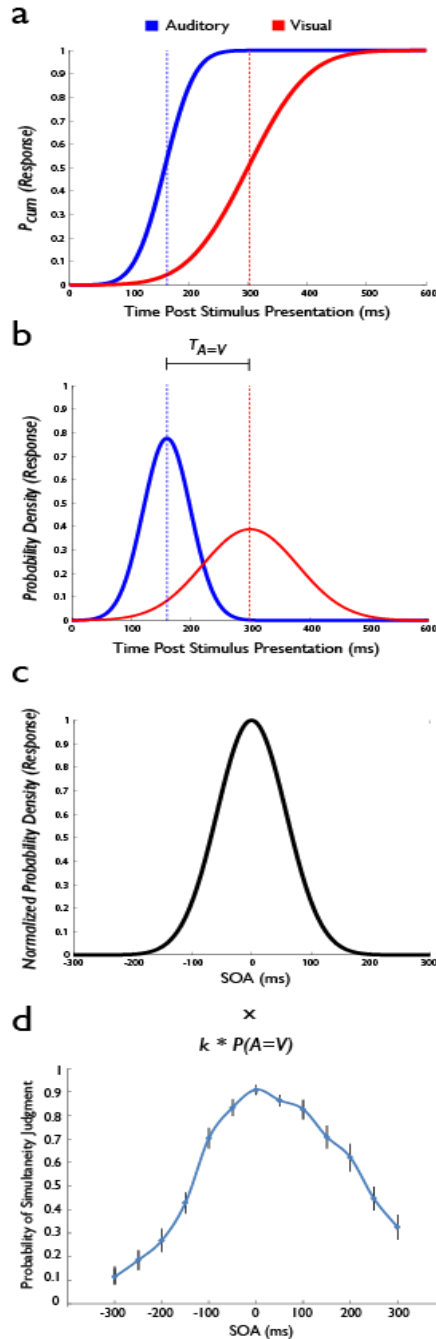 a
Auditory Visual
P_cum (Response)
1
0.9
0.8
0.7
0.6
0.5
0.4
0.3
0.2
0.1
0
0 100 200 300 400 500 600
Time Post Stimulus Presentation (ms)
b
T_A=V
Probability Density (Response)
1
0.9
0.8
0.7
0.6
0.5
0.4
0.3
0.2
0.1
0
0 100 200 300 400 500 600
Time Post Stimulus Presentation (ms)
c
Normalized Probability Density (Response)
1
0.9
0.8
0.7
0.6
0.5
0.4
0.3
0.2
0.1
0
-300 -200 -100 0 100 200 300
SOA (ms)
×
k * P(A=V)
d
Probability of Simultaneity Judgment
1
0.9
0.8
0.7
0.6
0.5
0.4
0.3
0.2
0.1
0
-300 -200 -100 0 100 200 300
SOA (ms)